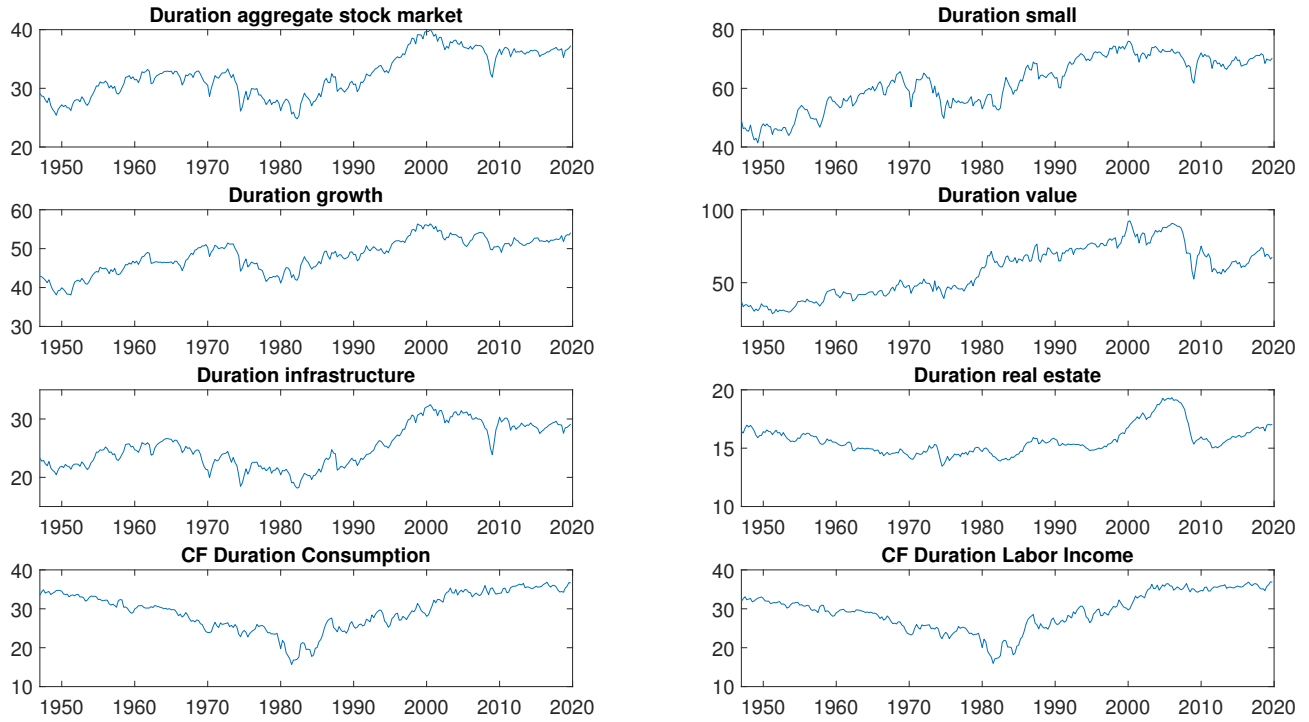 Duration aggregate stock market
40
30
20
1950 1960 1970 1980 1990 2000 2010 2020
Duration small
80
60
40
1950 1960 1970 1980 1990 2000 2010 2020
Duration growth
60
50
40
30
1950 1960 1970 1980 1990 2000 2010 2020
Duration value
100
50
1950 1960 1970 1980 1990 2000 2010 2020
Duration infrastructure
30
20
1950 1960 1970 1980 1990 2000 2010 2020
Duration real estate
20
15
10
1950 1960 1970 1980 1990 2000 2010 2020
CF Duration Consumption
40
30
20
10
1950 1960 1970 1980 1990 2000 2010 2020
CF Duration Labor Income
40
30
20
10
1950 1960 1970 1980 1990 2000 2010 2020